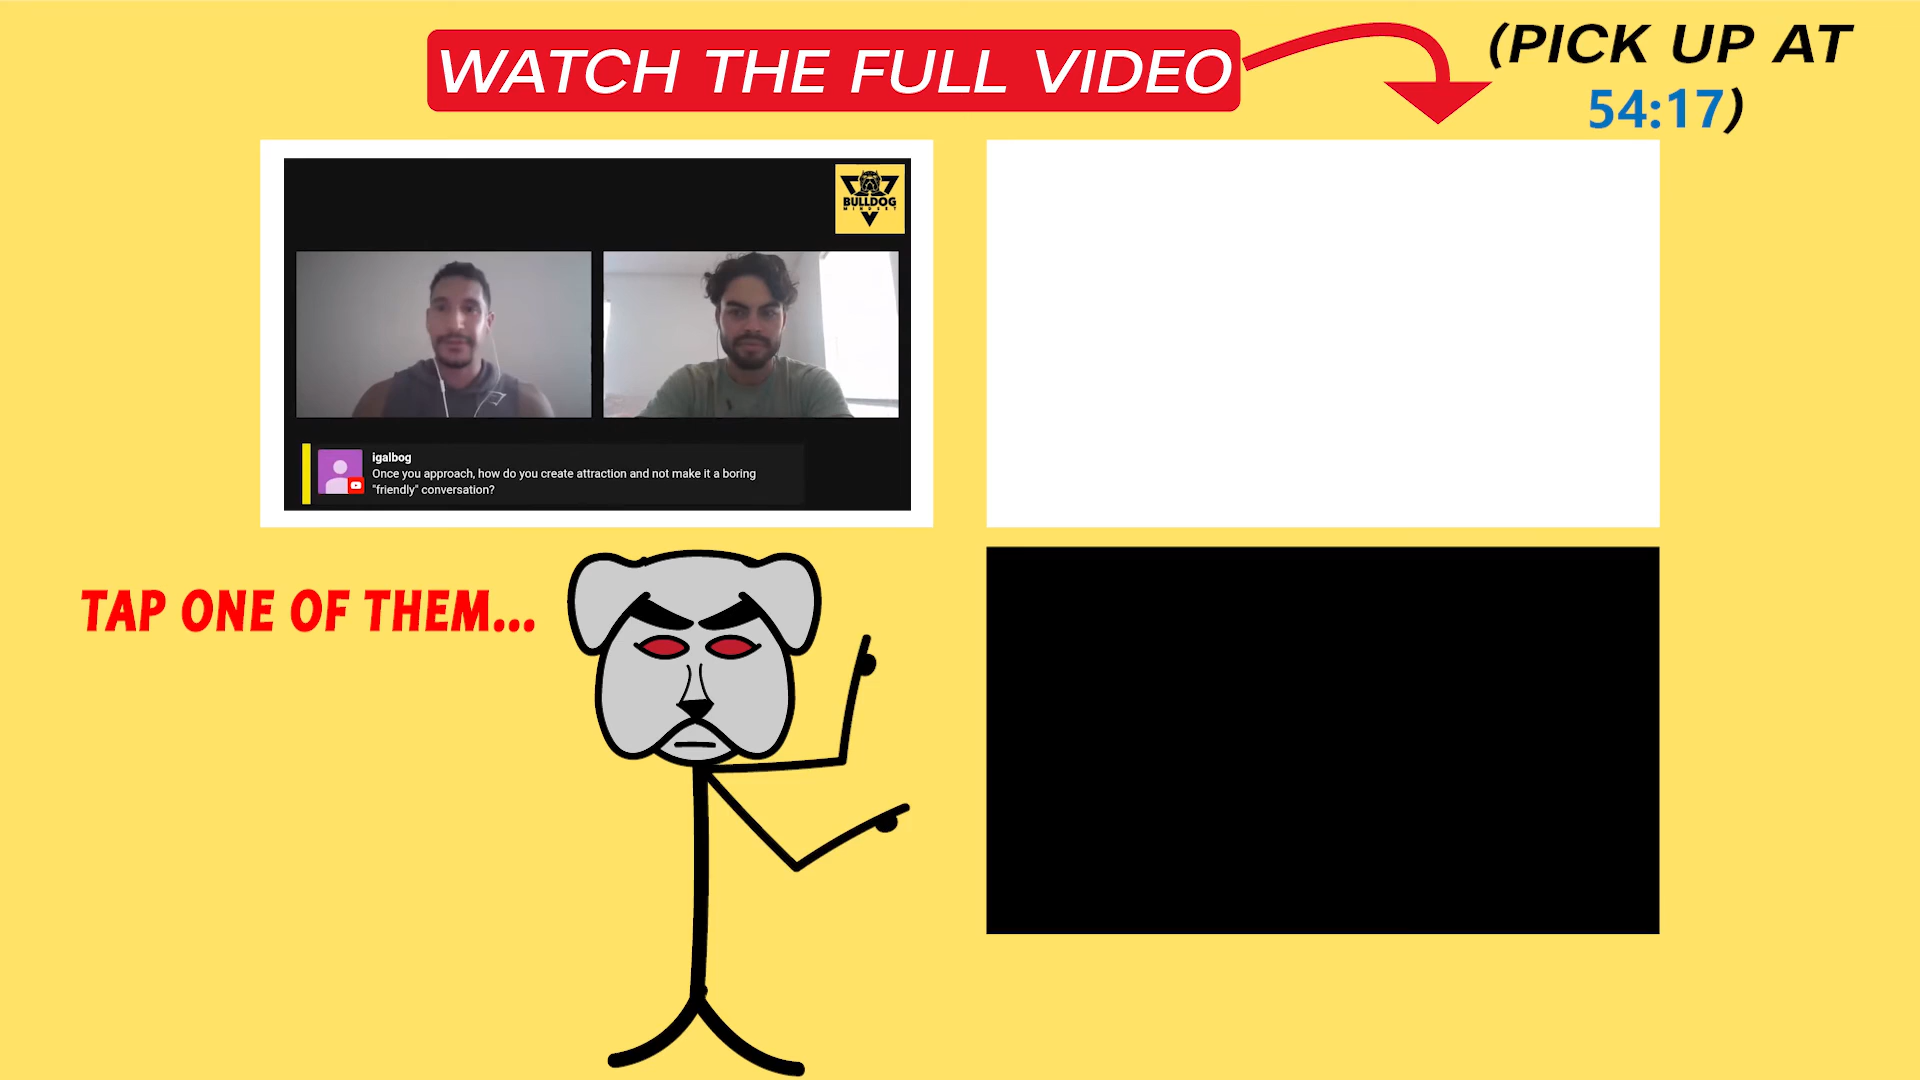 WATCH THE FULL VIDEO
(PICK UP AT
54:17)
BULLDOG
MINDSET
igalbog
Once you approach, how do you create attraction and not make it a boring
"friendly" conversation?
TAP ONE OF THEM...